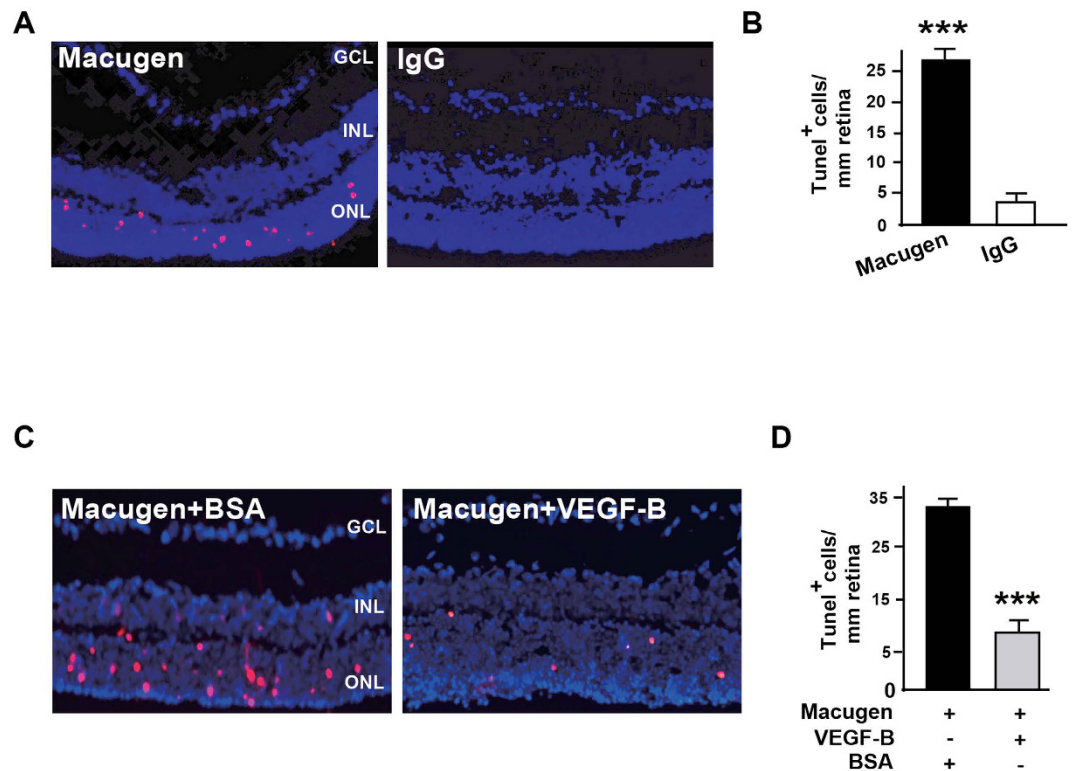 A
Macugen
GCL
INL
ONL
IgG
B
***
Tunel+cells/
mm retina
25
20
15
10
5
0
Macugen
IgG
C
Macugen+BSA
GCL
INL
ONL
Macugen+VEGF-B
D
Tunel+cells/
mm retina
35
35
15
5
0
***
Macugen + +
VEGF-B - +
BSA + -